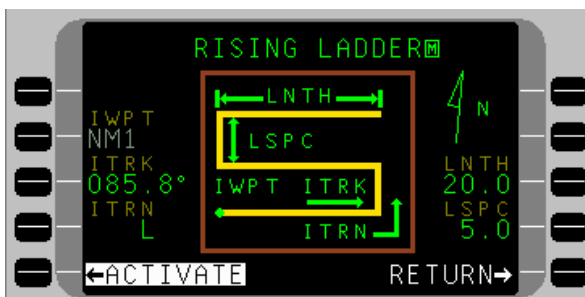 RISING LADDER M
LNTH
IWPT
NM1
LSPC
N
ITRK
085.8°
IWPT ITRK
LNTH
20.0
ITRN
L
ITRN
LSPC
5.0
←ACTIVATE
RETURN→